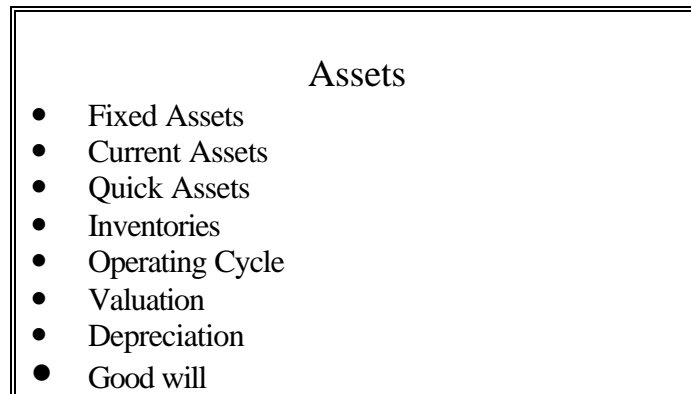 Assets
• Fixed Assets
• Current Assets
• Quick Assets
• Inventories
• Operating Cycle
• Valuation
• Depreciation
• Good will